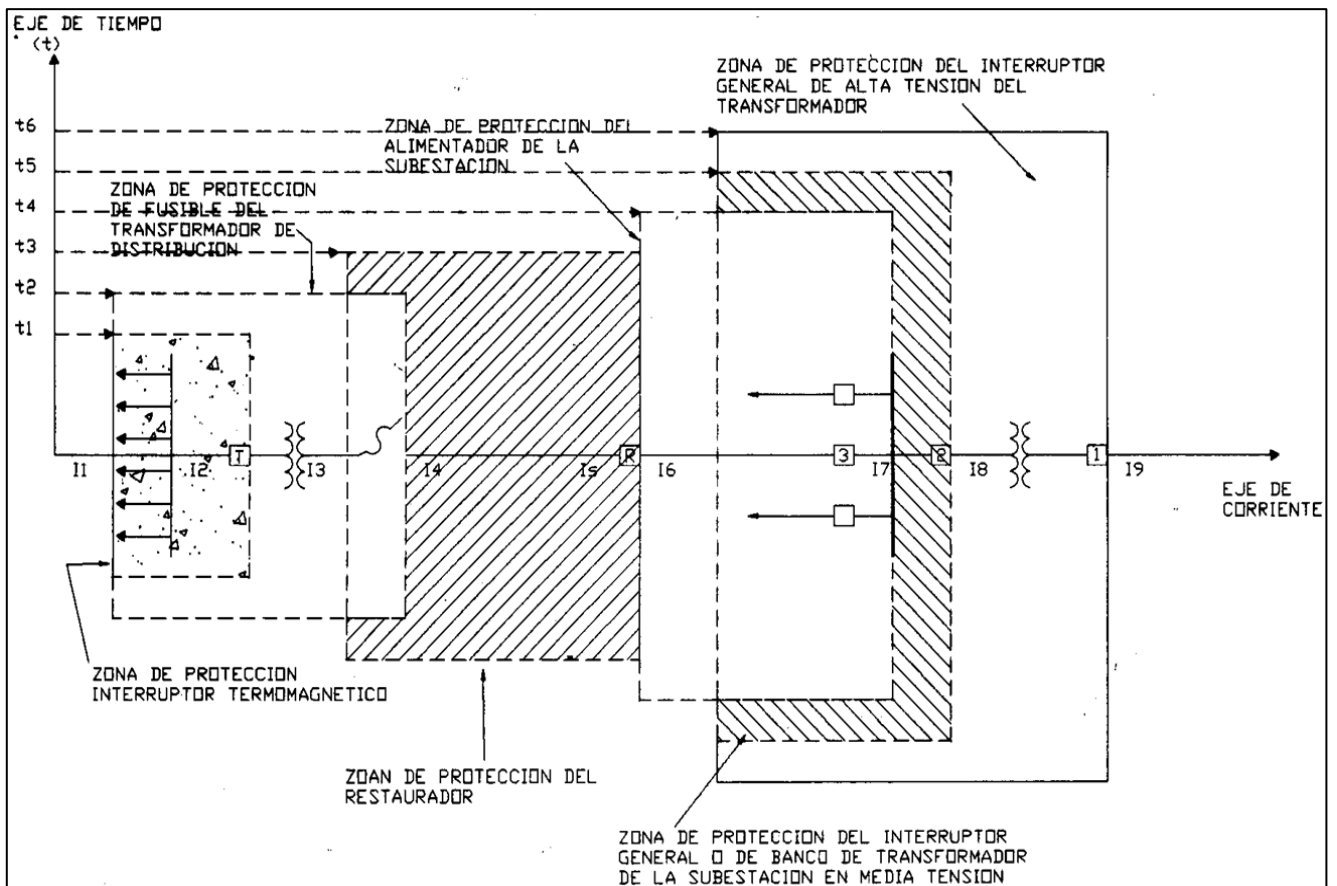 EJE DE TIEMPO
(t)
ZONA DE PROTECCION DEL INTERRUPTOR
GENERAL DE ALTA TENSION DEL
TRANSFORMADOR
t6
ZONA DE PROTECCION DEL
ALIMENTADOR DE LA
SUBESTACION
t5
ZONA DE PROTECCION
DE FUSIBLE DEL
TRANSFORMADOR DE
DISTRIBUCION
t4
t3
t2
t1
I1
I2
T
I3
I4
Is
R
I6
3
I7
2
I8
1
I9
EJE DE
CORRIENTE
ZONA DE PROTECCION
INTERRUPTOR TERMOMAGNETICO
ZOAN DE PROTECCION DEL
RESTAURADOR
ZONA DE PROTECCION DEL INTERRUPTOR
GENERAL O DE BANCO DE TRANSFORMADOR
DE LA SUBESTACION EN MEDIA TENSION